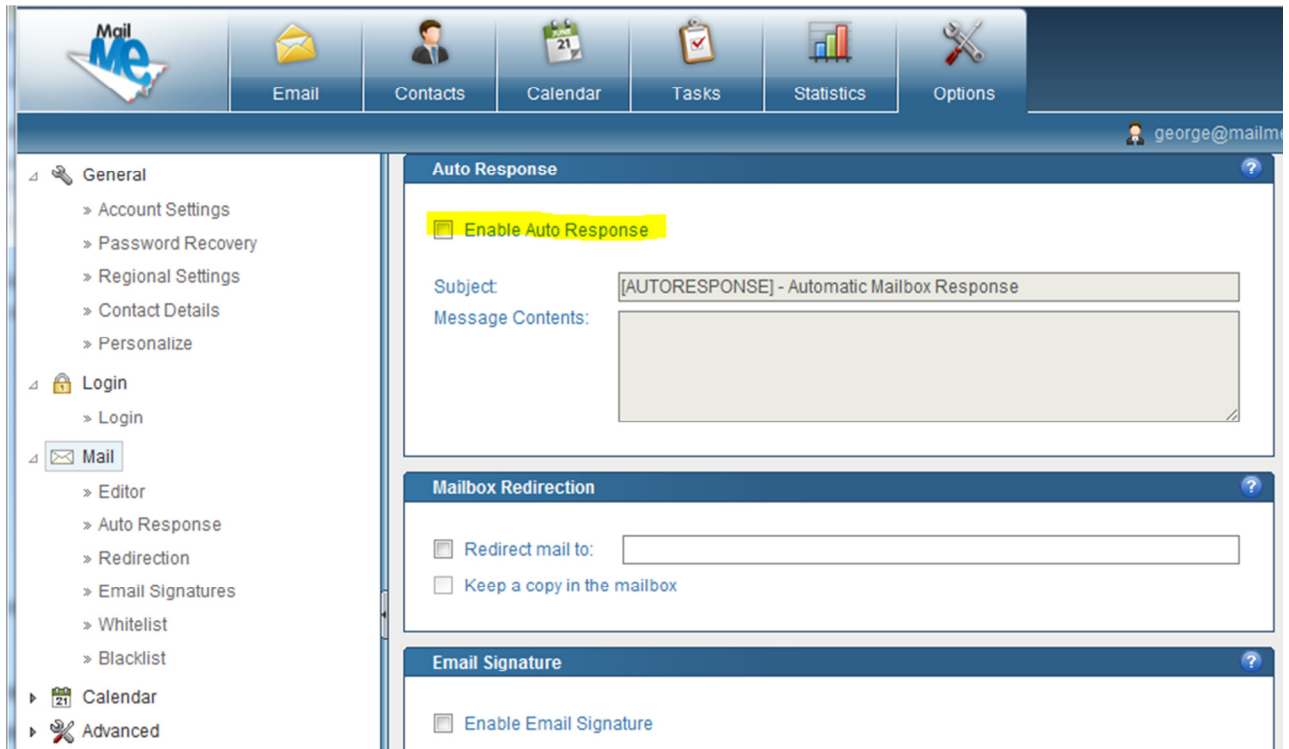 Mail
Me
Email
Contacts
JUNE
21
Calendar
Tasks
Statistics
Options
george@mailme
General
» Account Settings
» Password Recovery
» Regional Settings
» Contact Details
» Personalize
Login
» Login
Mail
» Editor
» Auto Response
» Redirection
» Email Signatures
» Whitelist
» Blacklist
21
Calendar
Advanced
Auto Response
?
Enable Auto Response
Subject:
[AUTORESPONSE] - Automatic Mailbox Response
Message Contents:
Mailbox Redirection
?
Redirect mail to:
Keep a copy in the mailbox
Email Signature
?
Enable Email Signature